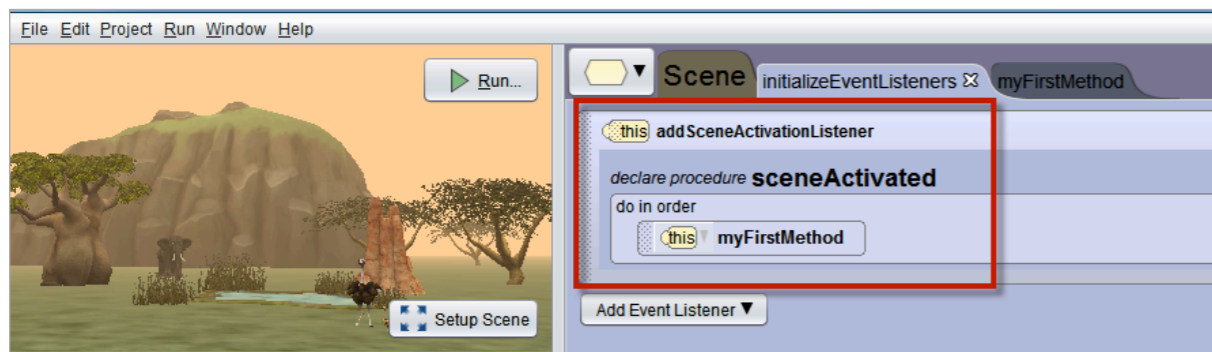 File Edit Project Run Window Help
Run...
Setup Scene
Scene initializeEventListeners myFirstMethod
this addSceneActivationListener
declare procedure sceneActivated
do in order
this myFirstMethod
Add Event Listener